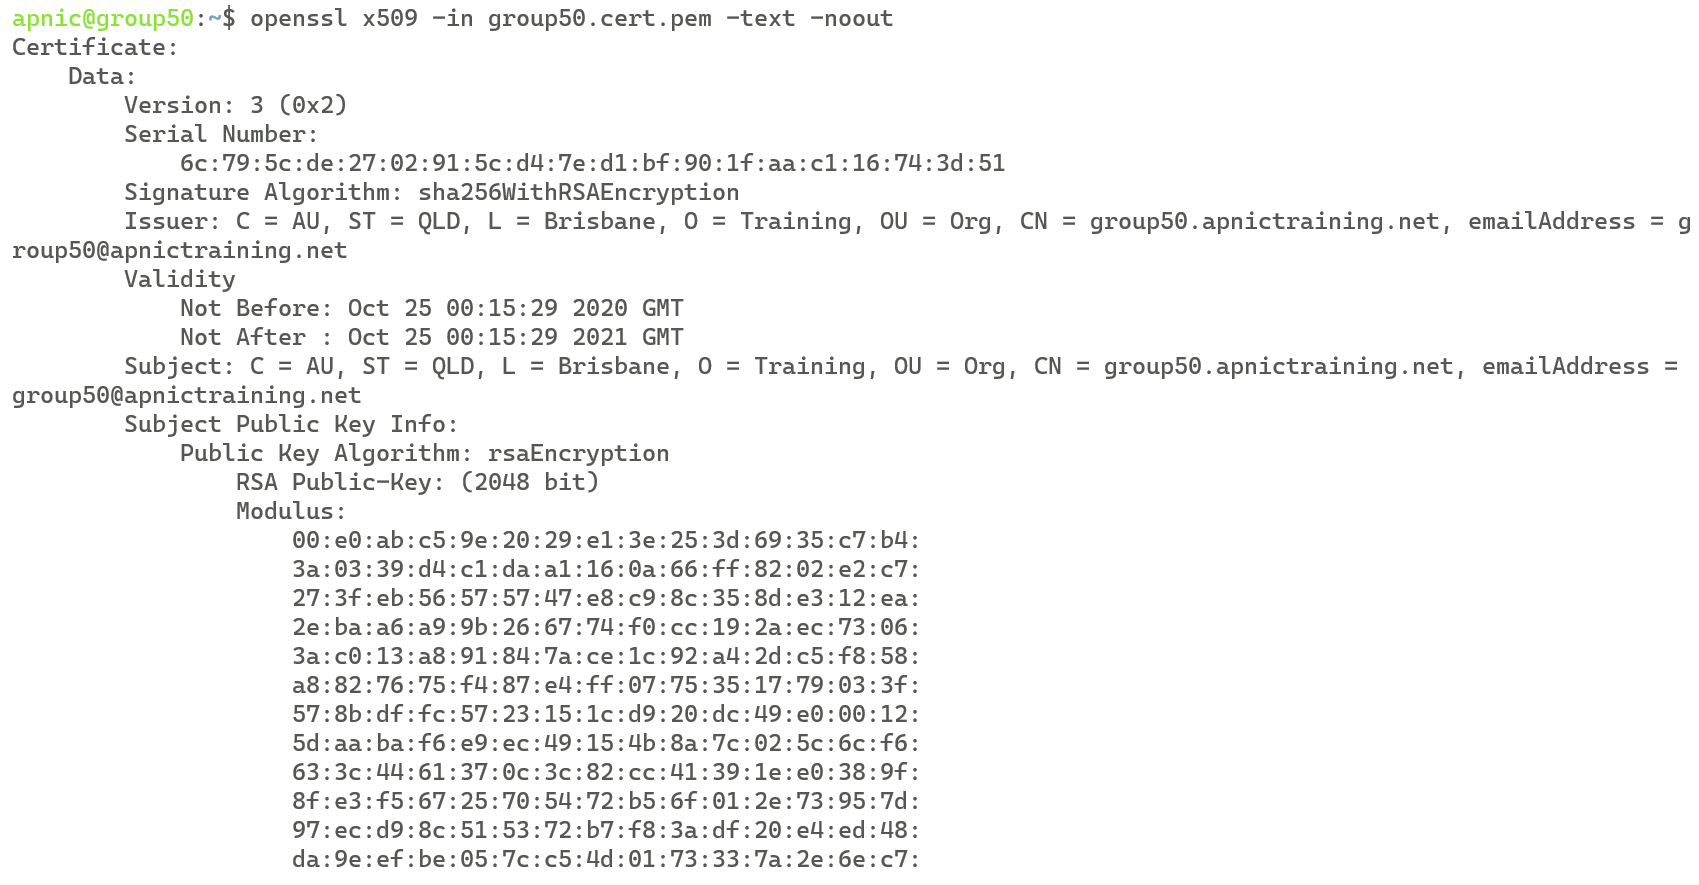 apnic@group50:~$ openssl x509 -in group50.cert.pem -text -noout
Certificate:
    Data:
        Version: 3 (0x2)
        Serial Number:
            6c:79:5c:de:27:02:91:5c:d4:7e:d1:bf:90:1f:aa:c1:16:74:3d:51
        Signature Algorithm: sha256WithRSAEncryption
        Issuer: C = AU, ST = QLD, L = Brisbane, O = Training, OU = Org, CN = group50.apnictraining.net, emailAddress = g
roup50@apnictraining.net
        Validity
            Not Before: Oct 25 00:15:29 2020 GMT
            Not After : Oct 25 00:15:29 2021 GMT
        Subject: C = AU, ST = QLD, L = Brisbane, O = Training, OU = Org, CN = group50.apnictraining.net, emailAddress =
group50@apnictraining.net
        Subject Public Key Info:
            Public Key Algorithm: rsaEncryption
                RSA Public-Key: (2048 bit)
                Modulus:
                    00:e0:ab:c5:9e:20:29:e1:3e:25:3d:69:35:c7:b4:
                    3a:03:39:d4:c1:da:a1:16:0a:66:ff:82:02:e2:c7:
                    27:3f:eb:56:57:57:47:e8:c9:8c:35:8d:e3:12:ea:
                    2e:ba:a6:a9:9b:26:67:74:f0:cc:19:2a:ec:73:06:
                    3a:c0:13:a8:91:84:7a:ce:1c:92:a4:2d:c5:f8:58:
                    a8:82:76:75:f4:87:e4:ff:07:75:35:17:79:03:3f:
                    57:8b:df:fc:57:23:15:1c:d9:20:dc:49:e0:00:12:
                    5d:aa:ba:f6:e9:ec:49:15:4b:8a:7c:02:5c:6c:f6:
                    63:3c:44:61:37:0c:3c:82:cc:41:39:1e:e0:38:9f:
                    8f:e3:f5:67:25:70:54:72:b5:6f:01:2e:73:95:7d:
                    97:ec:d9:8c:51:53:72:b7:f8:3a:df:20:e4:ed:48:
                    da:9e:ef:be:05:7c:c5:4d:01:73:33:7a:2e:6e:c7: